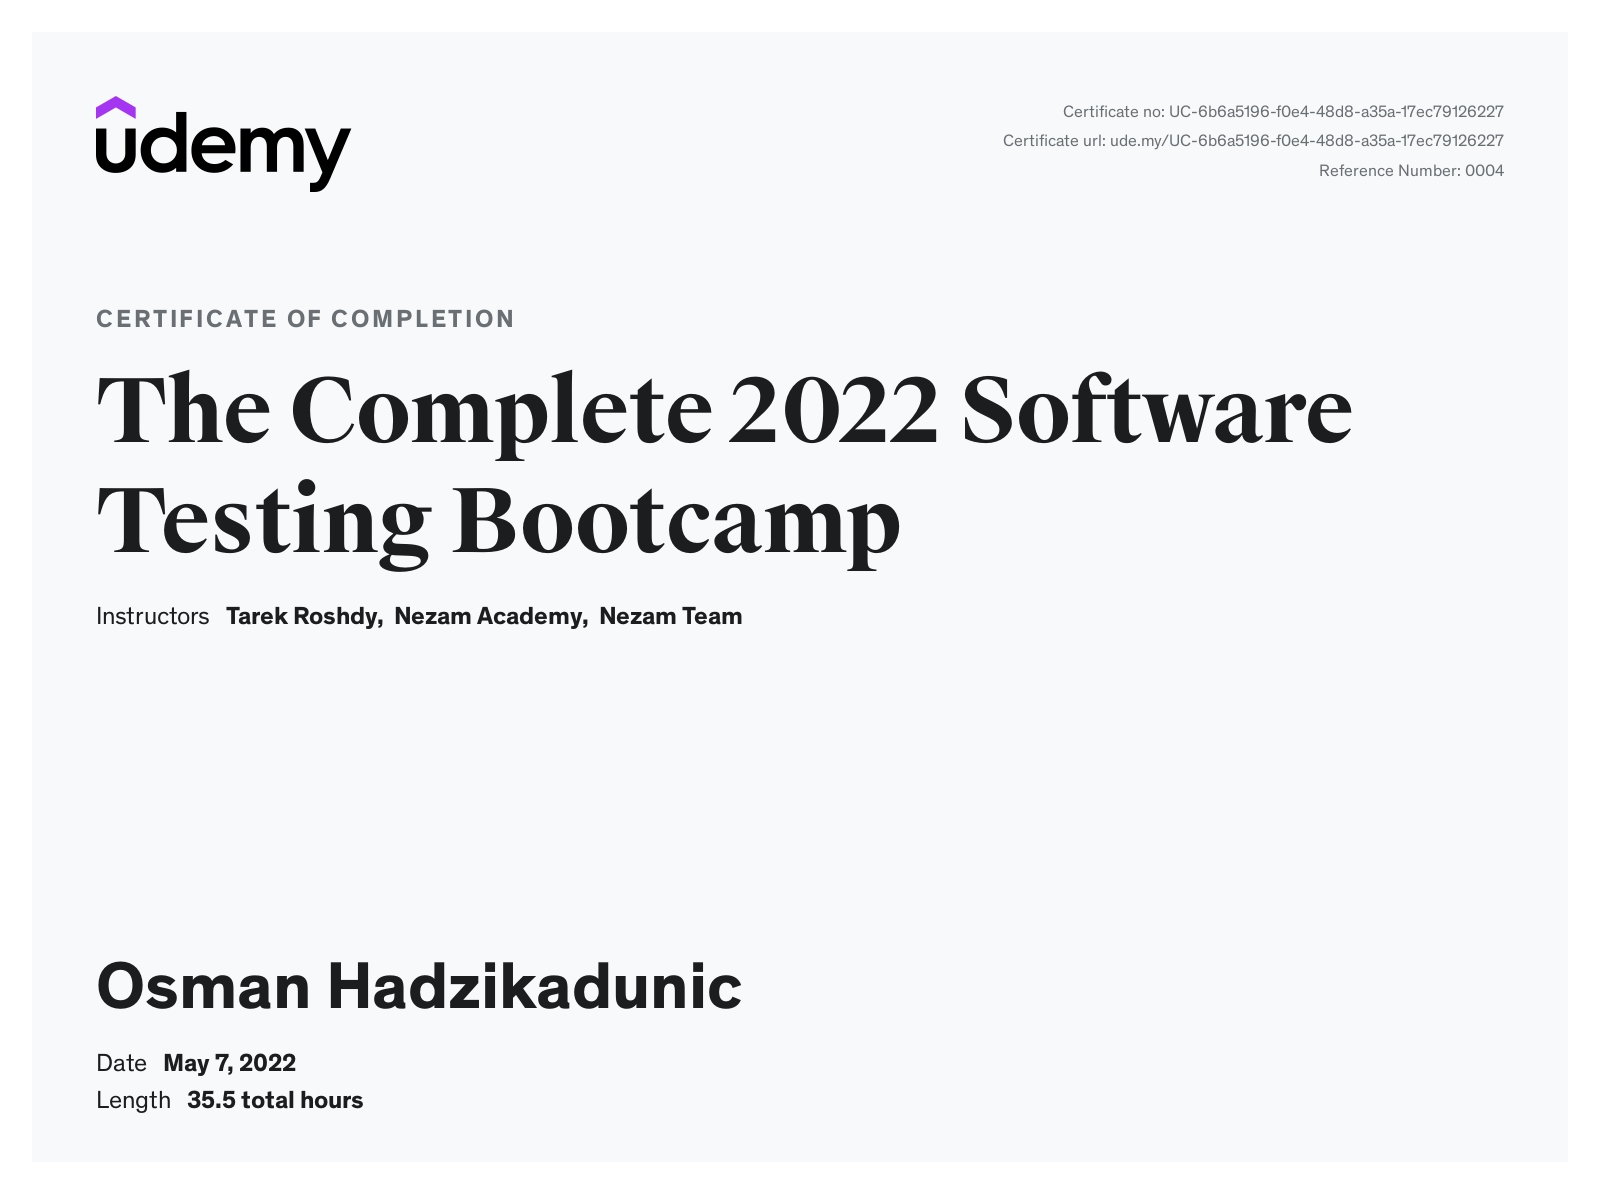 udemy
Certificate no: UC-6b6a5196-f0e4-48d8-a35a-17ec79126227
Certificate url: ude.my/UC-6b6a5196-f0e4-48d8-a35a-17ec79126227
Reference Number: 0004
CERTIFICATE OF COMPLETION
The Complete 2022 Software
Testing Bootcamp
Instructors Tarek Roshdy, Nezam Academy, Nezam Team
Osman Hadzikadunic
Date May 7, 2022
Length 35.5 total hours